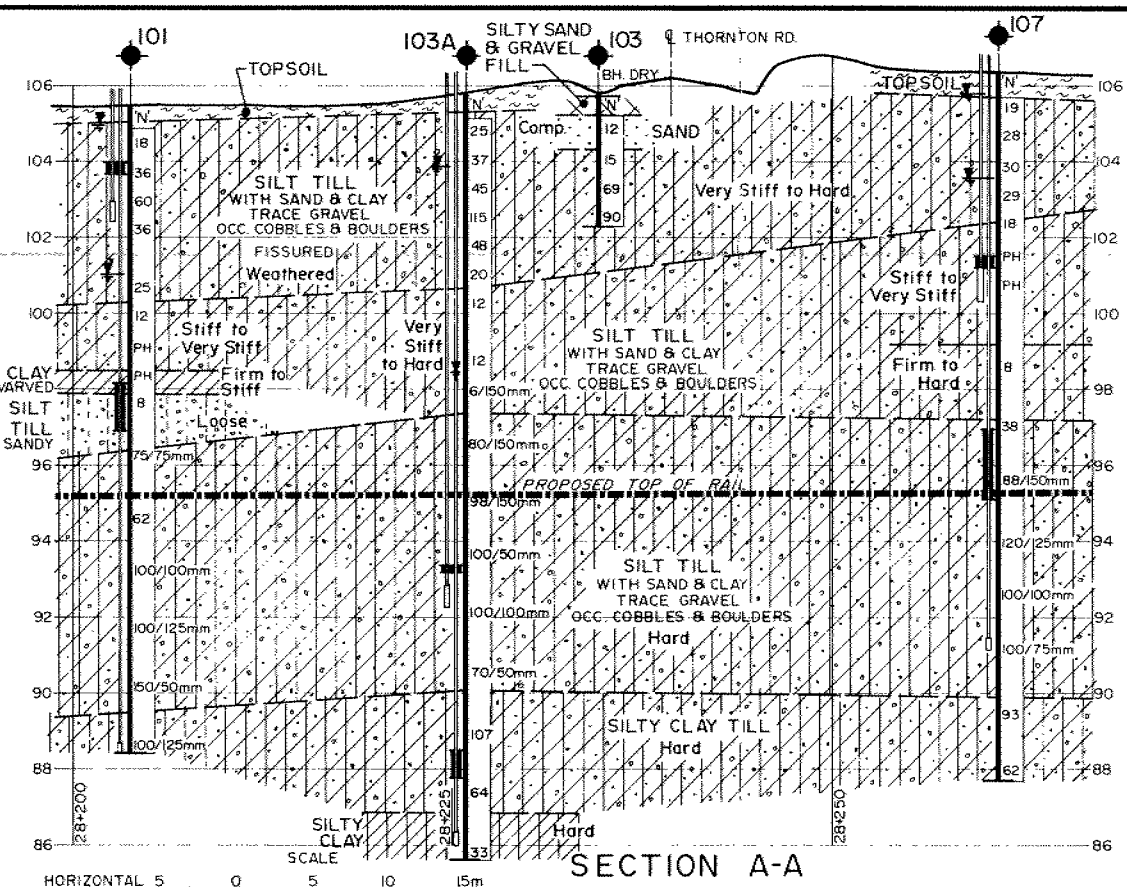 101
103A
SILTY SAND
& GRAVEL
FILL
103
THORNTON RD.
107
TOPSOIL
BH. DRY
TOPSOIL
106
106
'N'
18
36
60
36
25
12
PH
PH
8
75/75mm
62
100/100mm
100/125mm
150/50mm
100/125mm
'N'
17
25
37
45
115
48
20
12
12
6/150mm
80/150mm
98/150mm
100/50mm
100/100mm
70/50mm
107
64
33
Comp.
'N'
12
15
69
90
SAND
'N'
19
28
30
29
18
PH
PH
8
38
88/150mm
120/125mm
100/100mm
100/75mm
93
62
104
104
SILT TILL
WITH SAND & CLAY
TRACE GRAVEL
OCC. COBBLES & BOULDERS
FISSURED
Weathered
Very Stiff to Hard
102
102
100
100
Stiff to
Very Stiff
Very
Stiff
to Hard
SILT TILL
WITH SAND & CLAY
TRACE GRAVEL
OCC. COBBLES & BOULDERS
Stiff to
Very Stiff
Firm to
Hard
CLAY
VARVED
Firm to
Stiff
98
SILT
TILL
SANDY
Loose
96
96
PROPOSED TOP OF RAIL
94
94
SILT TILL
WITH SAND & CLAY
TRACE GRAVEL
OCC. COBBLES & BOULDERS
Hard
92
92
90
90
SILTY CLAY TILL
Hard
88
88
28+200
28+225
28+250
SILTY
CLAY
Hard
86
86
SCALE
SECTION A-A
HORIZONTAL 5 0 5 10 15m